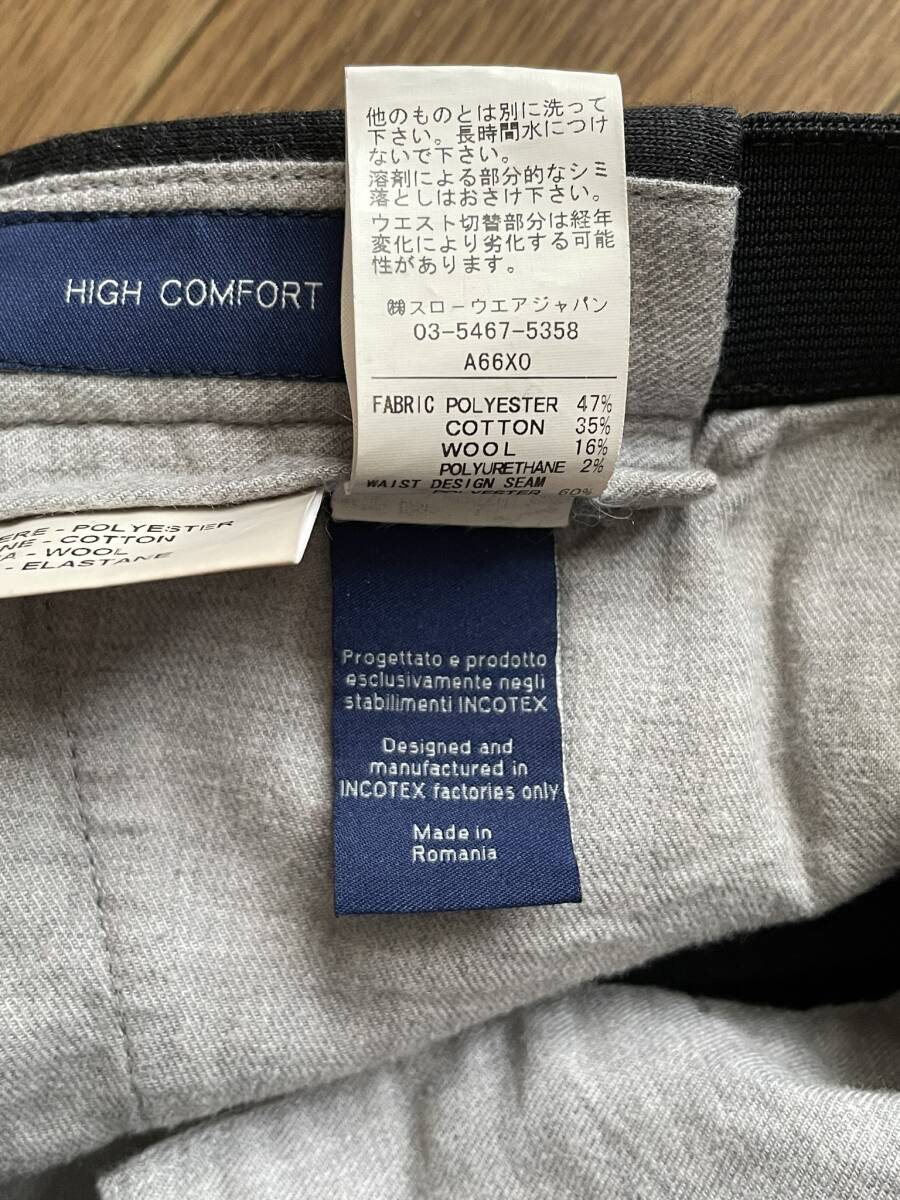 他のものとは別に洗って
下さい。長時間水につけ
ないで下さい。
溶剤による部分的なシミ
落としはおさけ下さい。
ウエスト切替部分は経年
変化により劣化する可能
性があります。
㈱スローウエアジャパン
03-5467-5358
A66X0
FABRIC POLYESTER 47%
COTTON 35%
WOOL 16%
POLYURETHANE 2%
WAIST DESIGN SEAM
POLYESTER 60%
HIGH COMFORT
- POLYESTER
- COTTON
- WOOL
- ELASTANE
Progettato e prodotto
esclusivamente negli
stabilimenti INCOTEX
Designed and
manufactured in
INCOTEX factories only
Made in
Romania